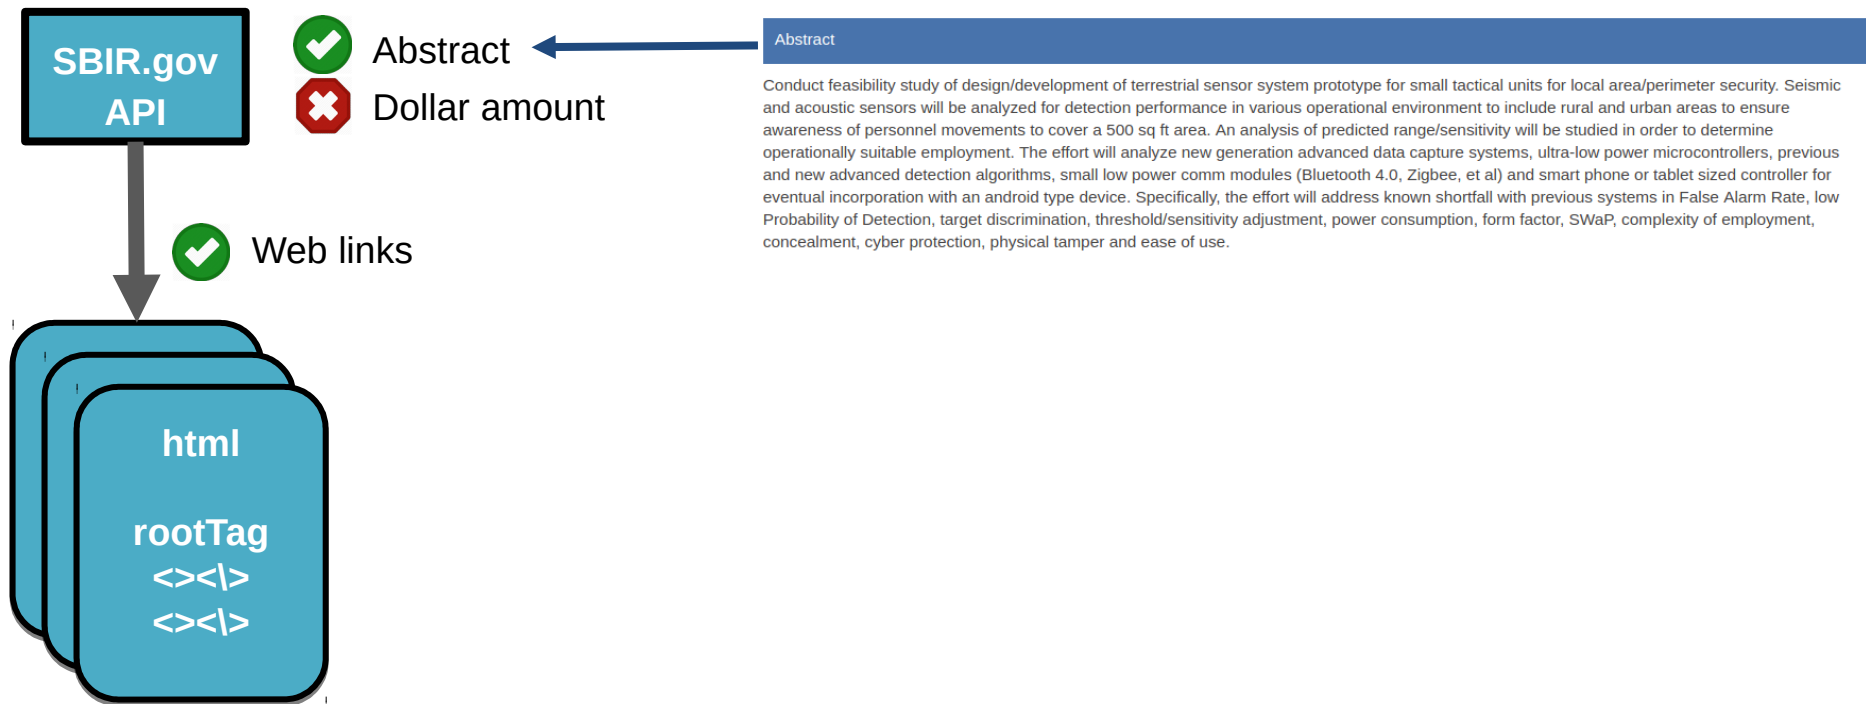 SBIR.gov
API
Abstract
Dollar amount
Web links
html
rootTag
<><\>
<><\>
Abstract
Conduct feasibility study of design/development of terrestrial sensor system prototype for small tactical units for local area/perimeter security. Seismic
and acoustic sensors will be analyzed for detection performance in various operational environment to include rural and urban areas to ensure
awareness of personnel movements to cover a 500 sq ft area. An analysis of predicted range/sensitivity will be studied in order to determine
operationally suitable employment. The effort will analyze new generation advanced data capture systems, ultra-low power microcontrollers, previous
and new advanced detection algorithms, small low power comm modules (Bluetooth 4.0, Zigbee, et al) and smart phone or tablet sized controller for
eventual incorporation with an android type device. Specifically, the effort will address known shortfall with previous systems in False Alarm Rate, low
Probability of Detection, target discrimination, threshold/sensitivity adjustment, power consumption, form factor, SWaP, complexity of employment,
concealment, cyber protection, physical tamper and ease of use.